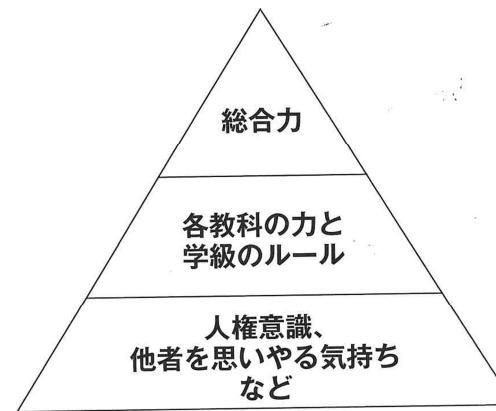 総合力
各教科の力と
学級のルール
人権意識、
他者を思いやる気持ち
など